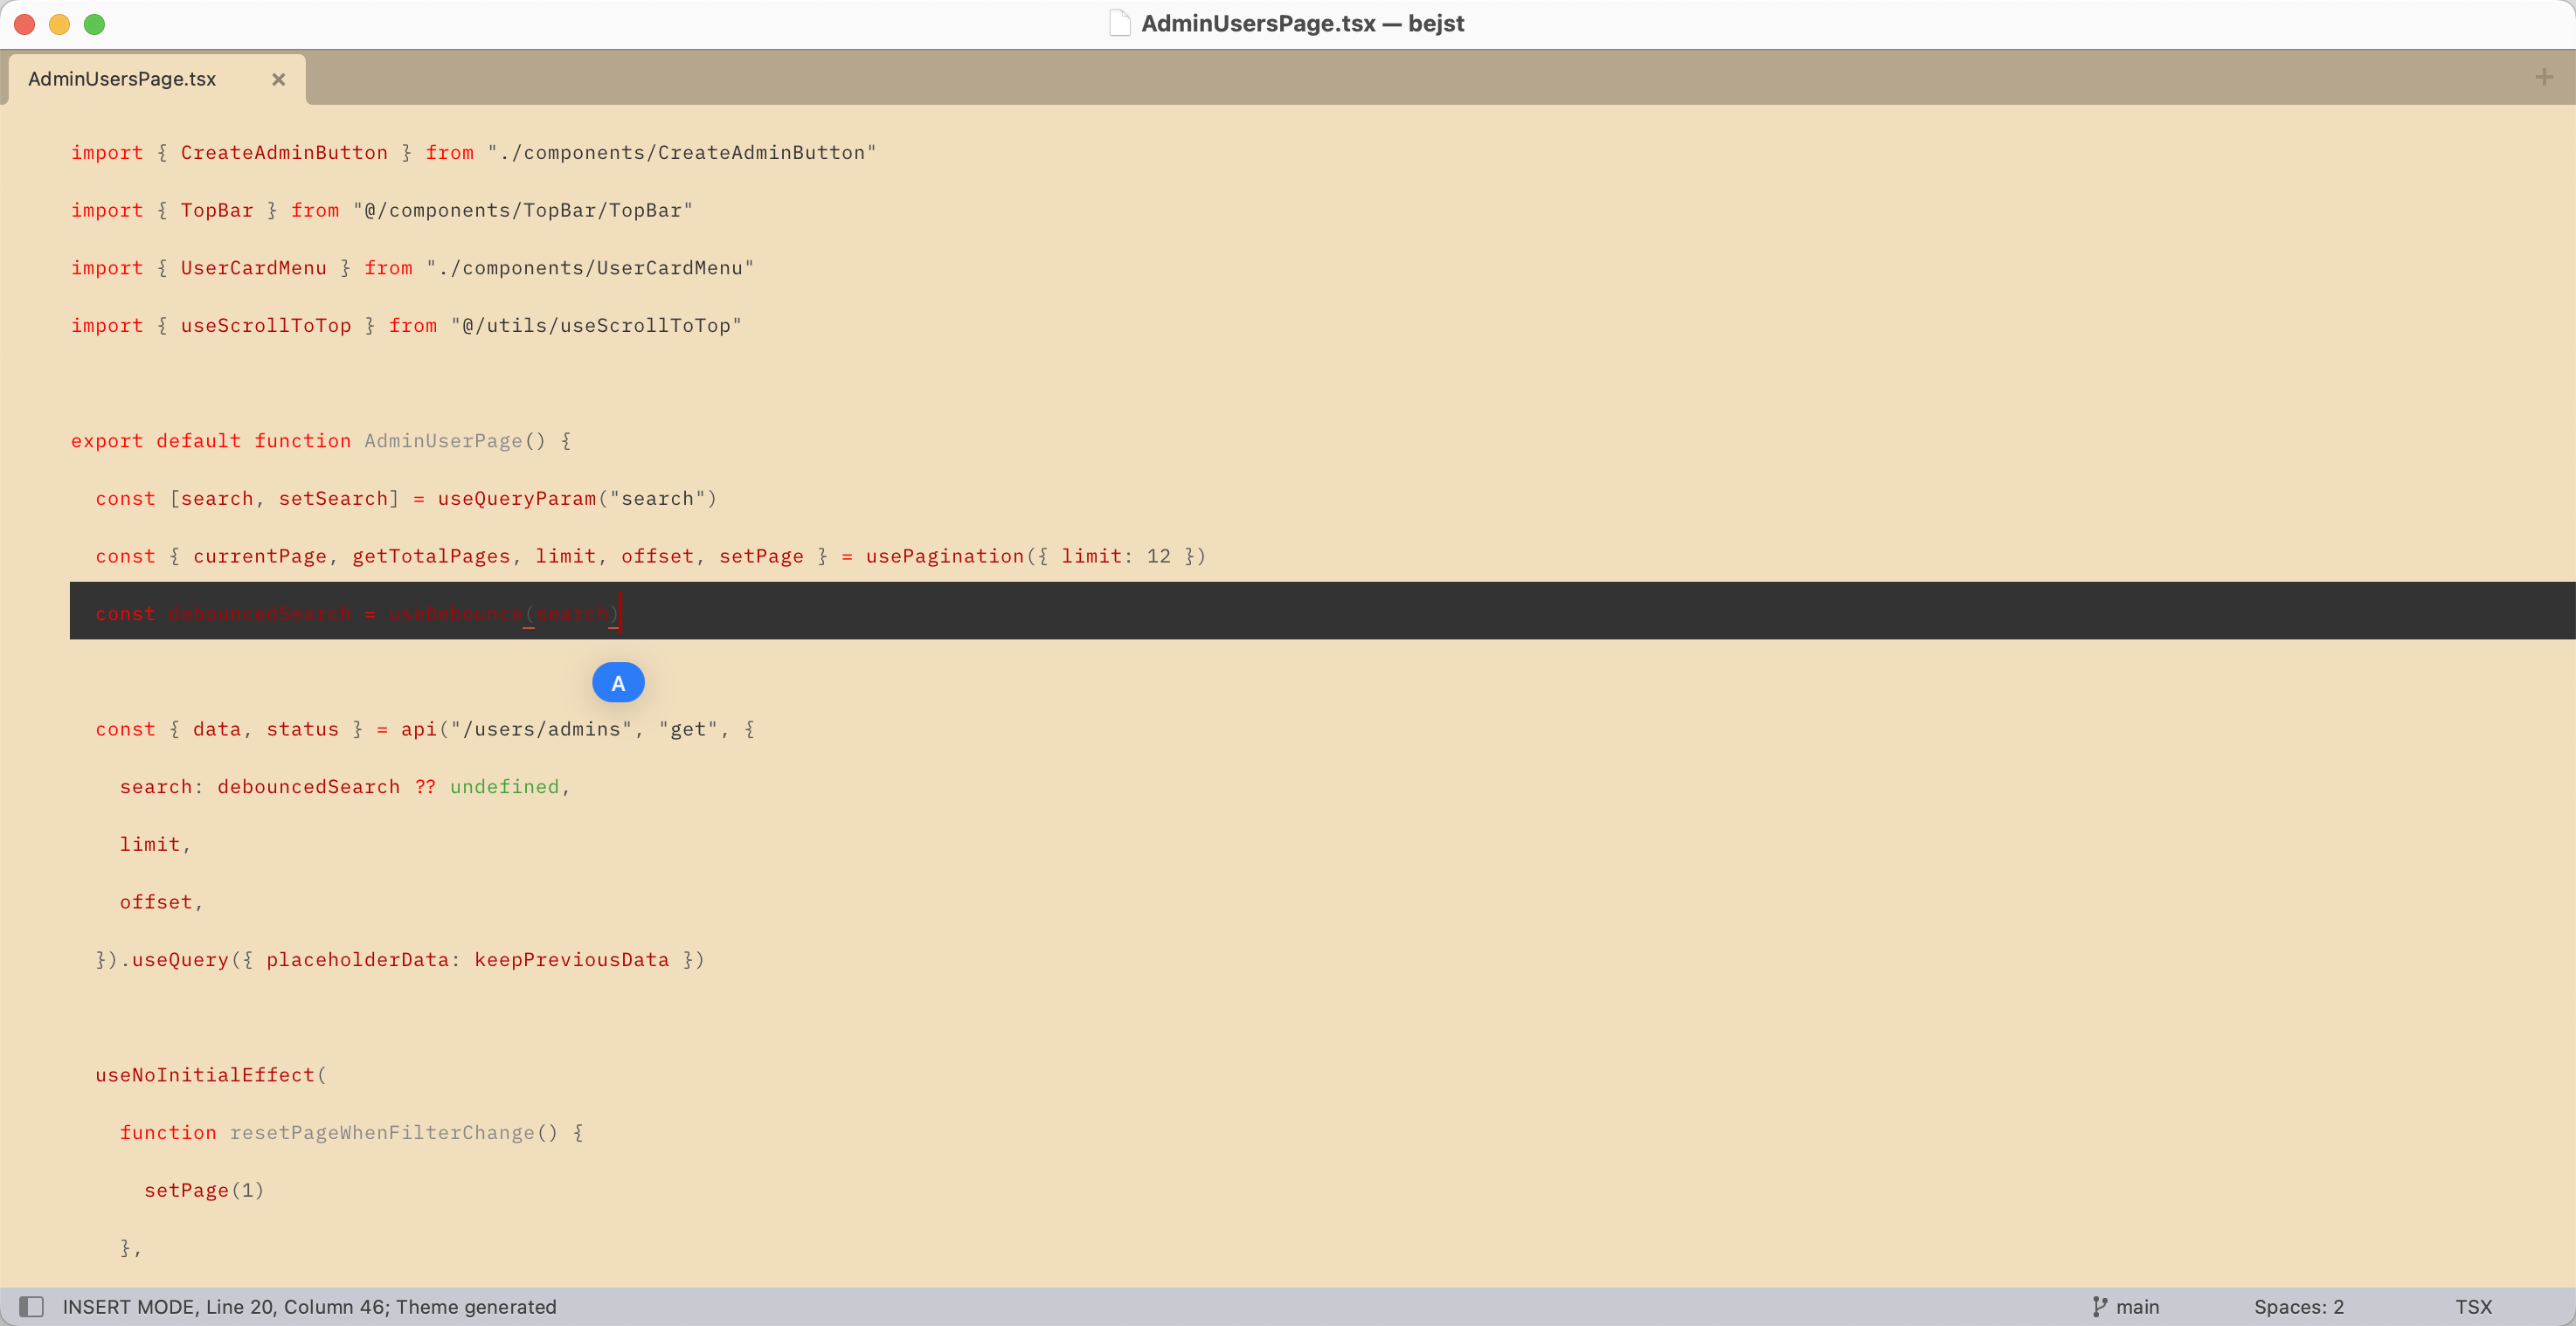 AdminUsersPage.tsx — bejst
AdminUsersPage.tsx
import { CreateAdminButton } from "./components/CreateAdminButton"
import { TopBar } from "@/components/TopBar/TopBar"
import { UserCardMenu } from "./components/UserCardMenu"
import { useScrollToTop } from "@/utils/useScrollToTop"
export default function AdminUserPage() {
const [search, setSearch] = useQueryParam("search")
const { currentPage, getTotalPages, limit, offset, setPage } = usePagination({ limit: 12 })
const debouncedSearch = useDebounce(search)
A
const { data, status } = api("/users/admins", "get", {
search: debouncedSearch ?? undefined,
limit,
offset,
}).useQuery({ placeholderData: keepPreviousData })
useNoInitialEffect(
function resetPageWhenFilterChange() {
setPage(1)
},
INSERT MODE, Line 20, Column 46; Theme generated
main
Spaces: 2
TSX